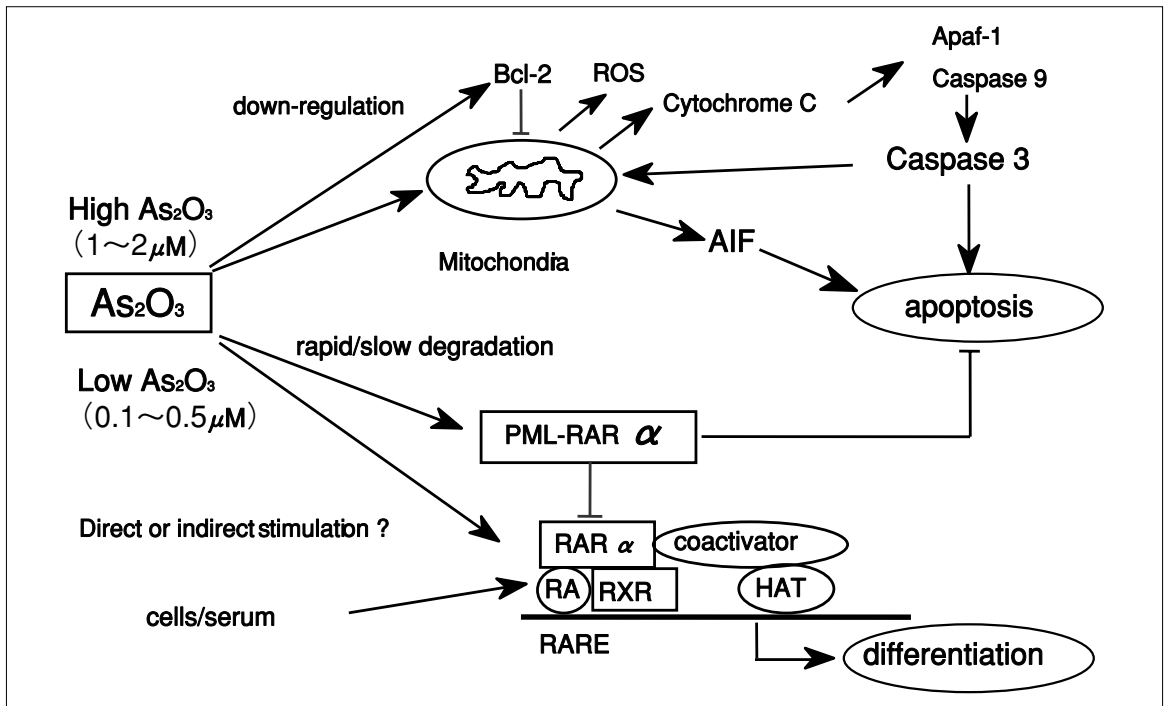 Apaf-1
Bcl-2
ROS
Caspase 9
down-regulation
Cytochrome C
Caspase 3
High As₂O₃
(1～2μM)
AIF
Mitochondia
As₂O₃
apoptosis
rapid/slow degradation
Low As₂O₃
(0.1～0.5μM)
PML-RAR α
Direct or indirect stimulation ?
RAR α
coactivator
RA
RXR
HAT
cells/serum
RARE
differentiation